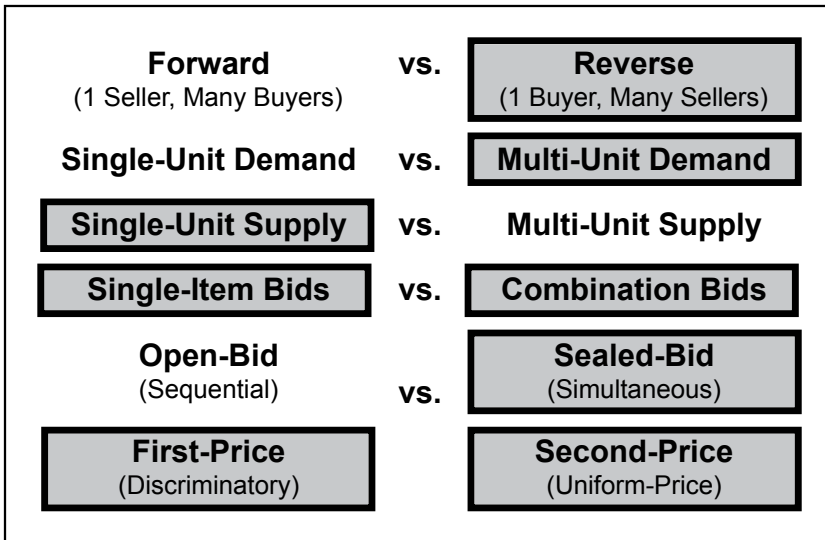 Forward vs. Reverse
(1 Seller, Many Buyers) (1 Buyer, Many Sellers)
Single-Unit Demand vs. Multi-Unit Demand
Single-Unit Supply vs. Multi-Unit Supply
Single-Item Bids vs. Combination Bids
Open-Bid Sealed-Bid
(Sequential) vs. (Simultaneous)
First-Price Second-Price
(Discriminatory) (Uniform-Price)